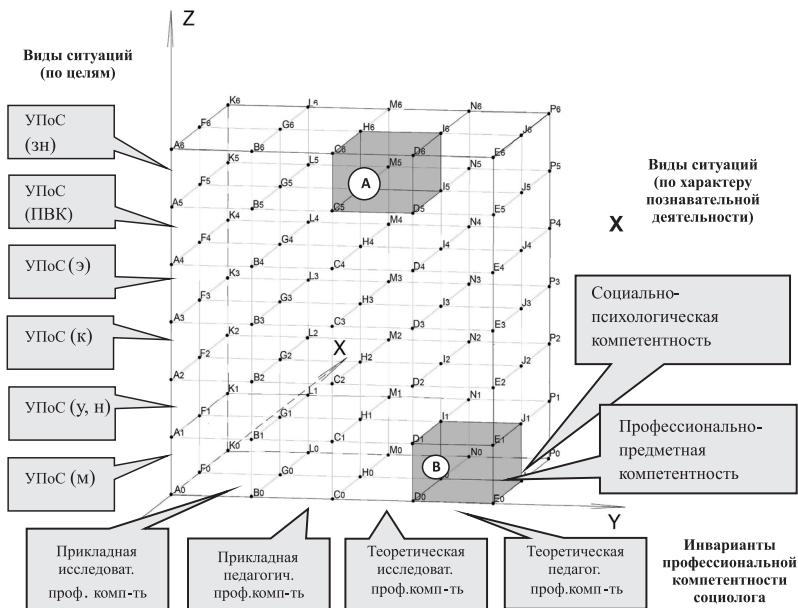 Z
Виды ситуаций
(по целям)
УПоС
(зн)
УПоС
(ПВК)
УПоС (э)
УПоС (к)
УПоС (у, н)
УПоС (м)
K6 L6 M6 N6 P6
F6 G6 H6 I6 J6
A6 B6 C6 D6 E6
K5 L5 M5 N5 P5
F5 G5 A I5 J5
A5 B5 C5 D5 E5
K4 L4 M4 N4 P4
F4 G4 H4 I4 J4
A4 B4 C4 D4 E4
K3 L3 M3 N3 P3
F3 G3 H3 I3 J3
A3 B3 C3 D3 E3
K2 L2 M2 N2 P2
F2 G2 X H2 I2 J2
A2 B2 C2 D2 E2
K1 L1 M1 N1 P1
F1 G1 H1 I1 J1
A1 B1 C1 D1 E1
K0 L0 M0 N0 P0
F0 G0 H0 B
A0 B0 C0 D0 E0
Y
Виды ситуаций
(по характеру
познавательной
деятельности)
X
Социально-
психологическая
компетентность
Профессионально-
предметная
компетентность
Прикладная
исследоват.
проф. комп-ть
Прикладная
педагогич.
проф.комп-ть
Теоретическая
исследоват.
проф.комп-ть
Теоретическая
педагог.
проф.комп-ть
Инварианты
профессиональной
компетентности
социолога